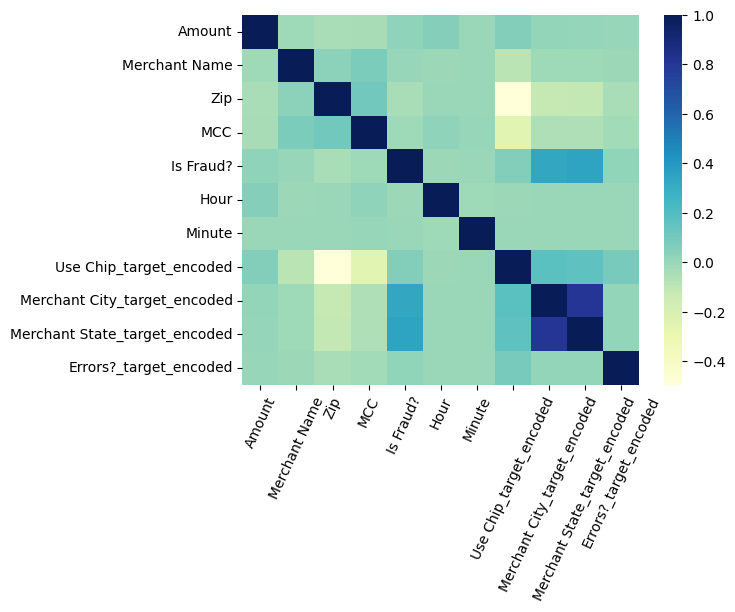 Amount
Merchant Name
Zip
MCC
Is Fraud?
Hour
Minute
Use Chip_target_encoded
Merchant City_target_encoded
Merchant State_target_encoded
Errors?_target_encoded
Amount
Merchant Name
Zip
MCC
Is Fraud?
Hour
Minute
Use Chip_target_encoded
Merchant City_target_encoded
Merchant State_target_encoded
Errors?_target_encoded
1.0
0.8
0.6
0.4
0.2
0.0
−0.2
−0.4